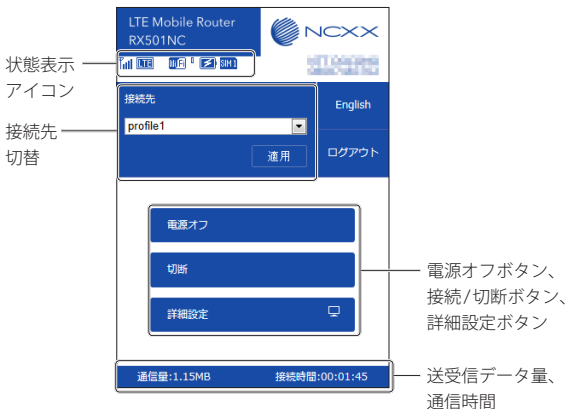 LTE Mobile Router
RX501NC
NCXX
LTE
SIM1
状態表示
アイコン
接続先
English
profile1
接続先
切替
適用
ログアウト
電源オフ
切断
詳細設定
電源オフボタン、
接続/切断ボタン、
詳細設定ボタン
通信量:1.15MB
接続時間:00:01:45
送受信データ量、
通信時間